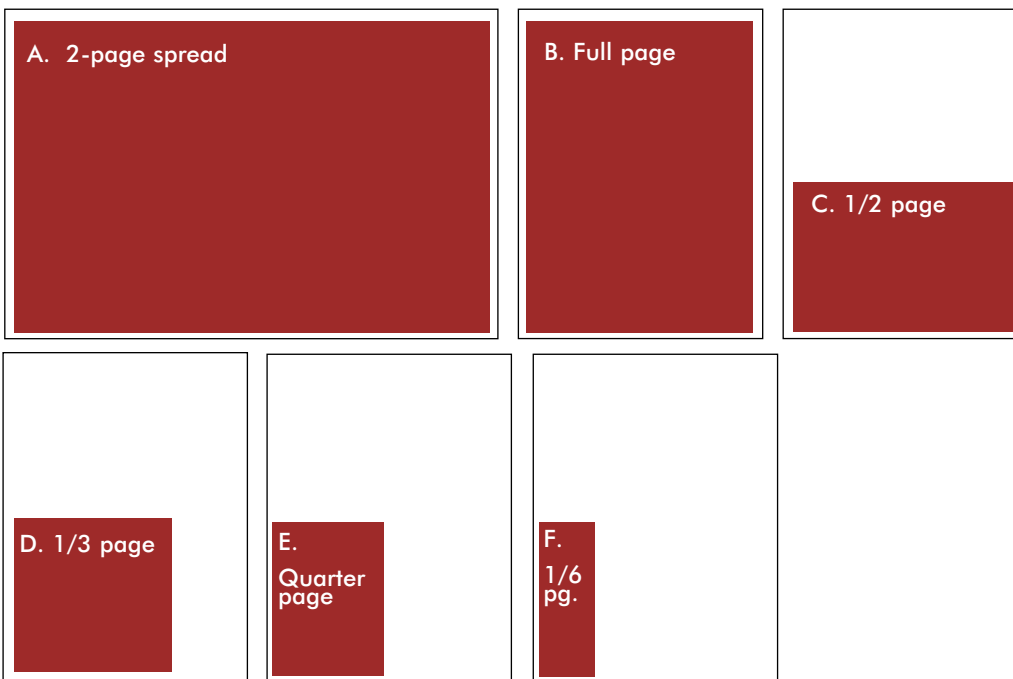 A. 2-page spread
B. Full page
C. 1/2 page
D. 1/3 page
E.
Quarter
page
F.
1/6
pg.